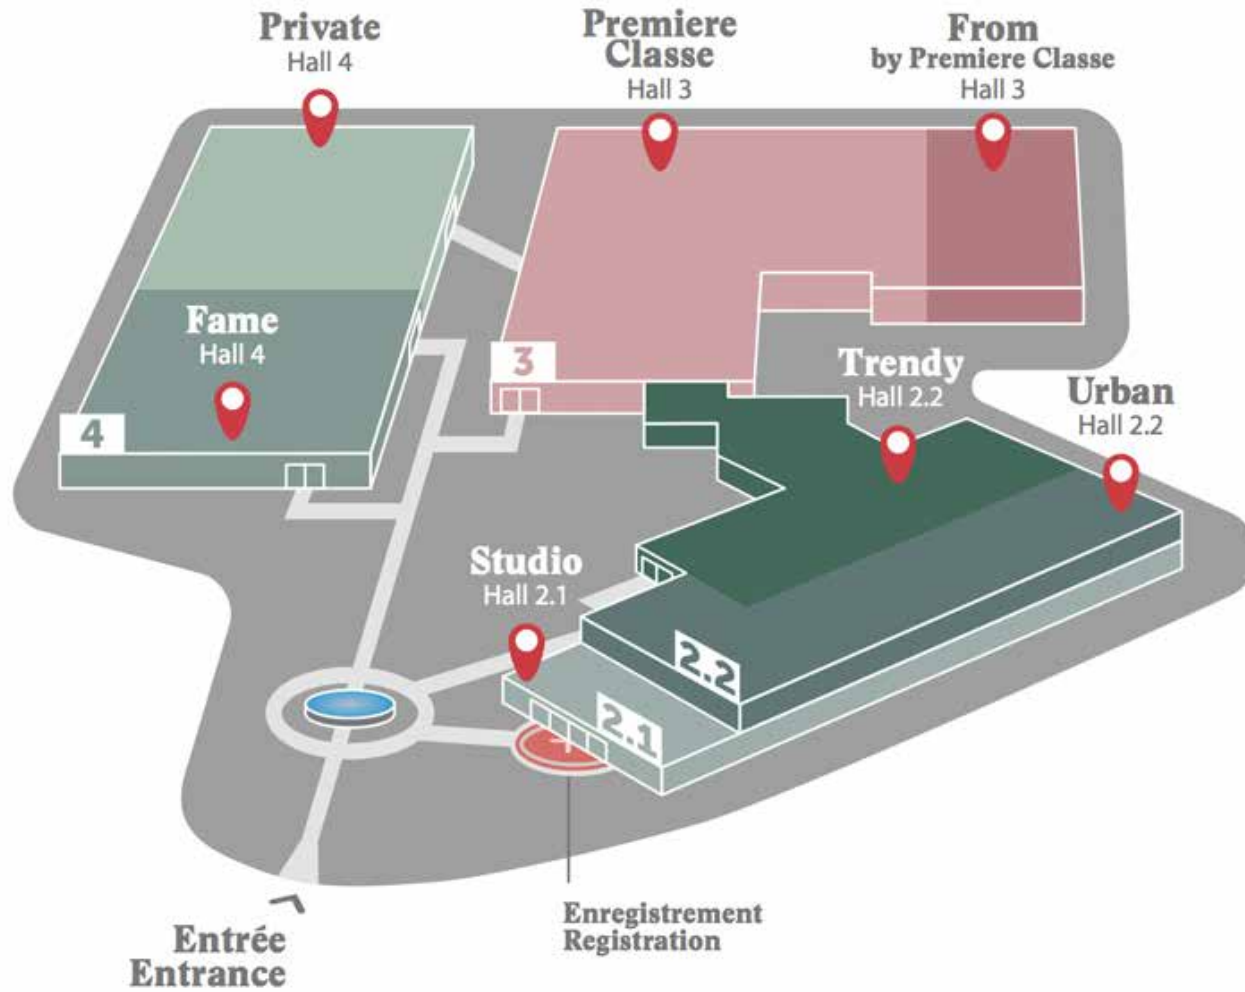 Private
Hall 4
Premiere
Classe
Hall 3
From
by Premiere Classe
Hall 3
Fame
Hall 4
4
3
Trendy
Hall 2.2
Urban
Hall 2.2
Studio
Hall 2.1
2.2
2.1
Enregistrement
Registration
Entrée
Entrance